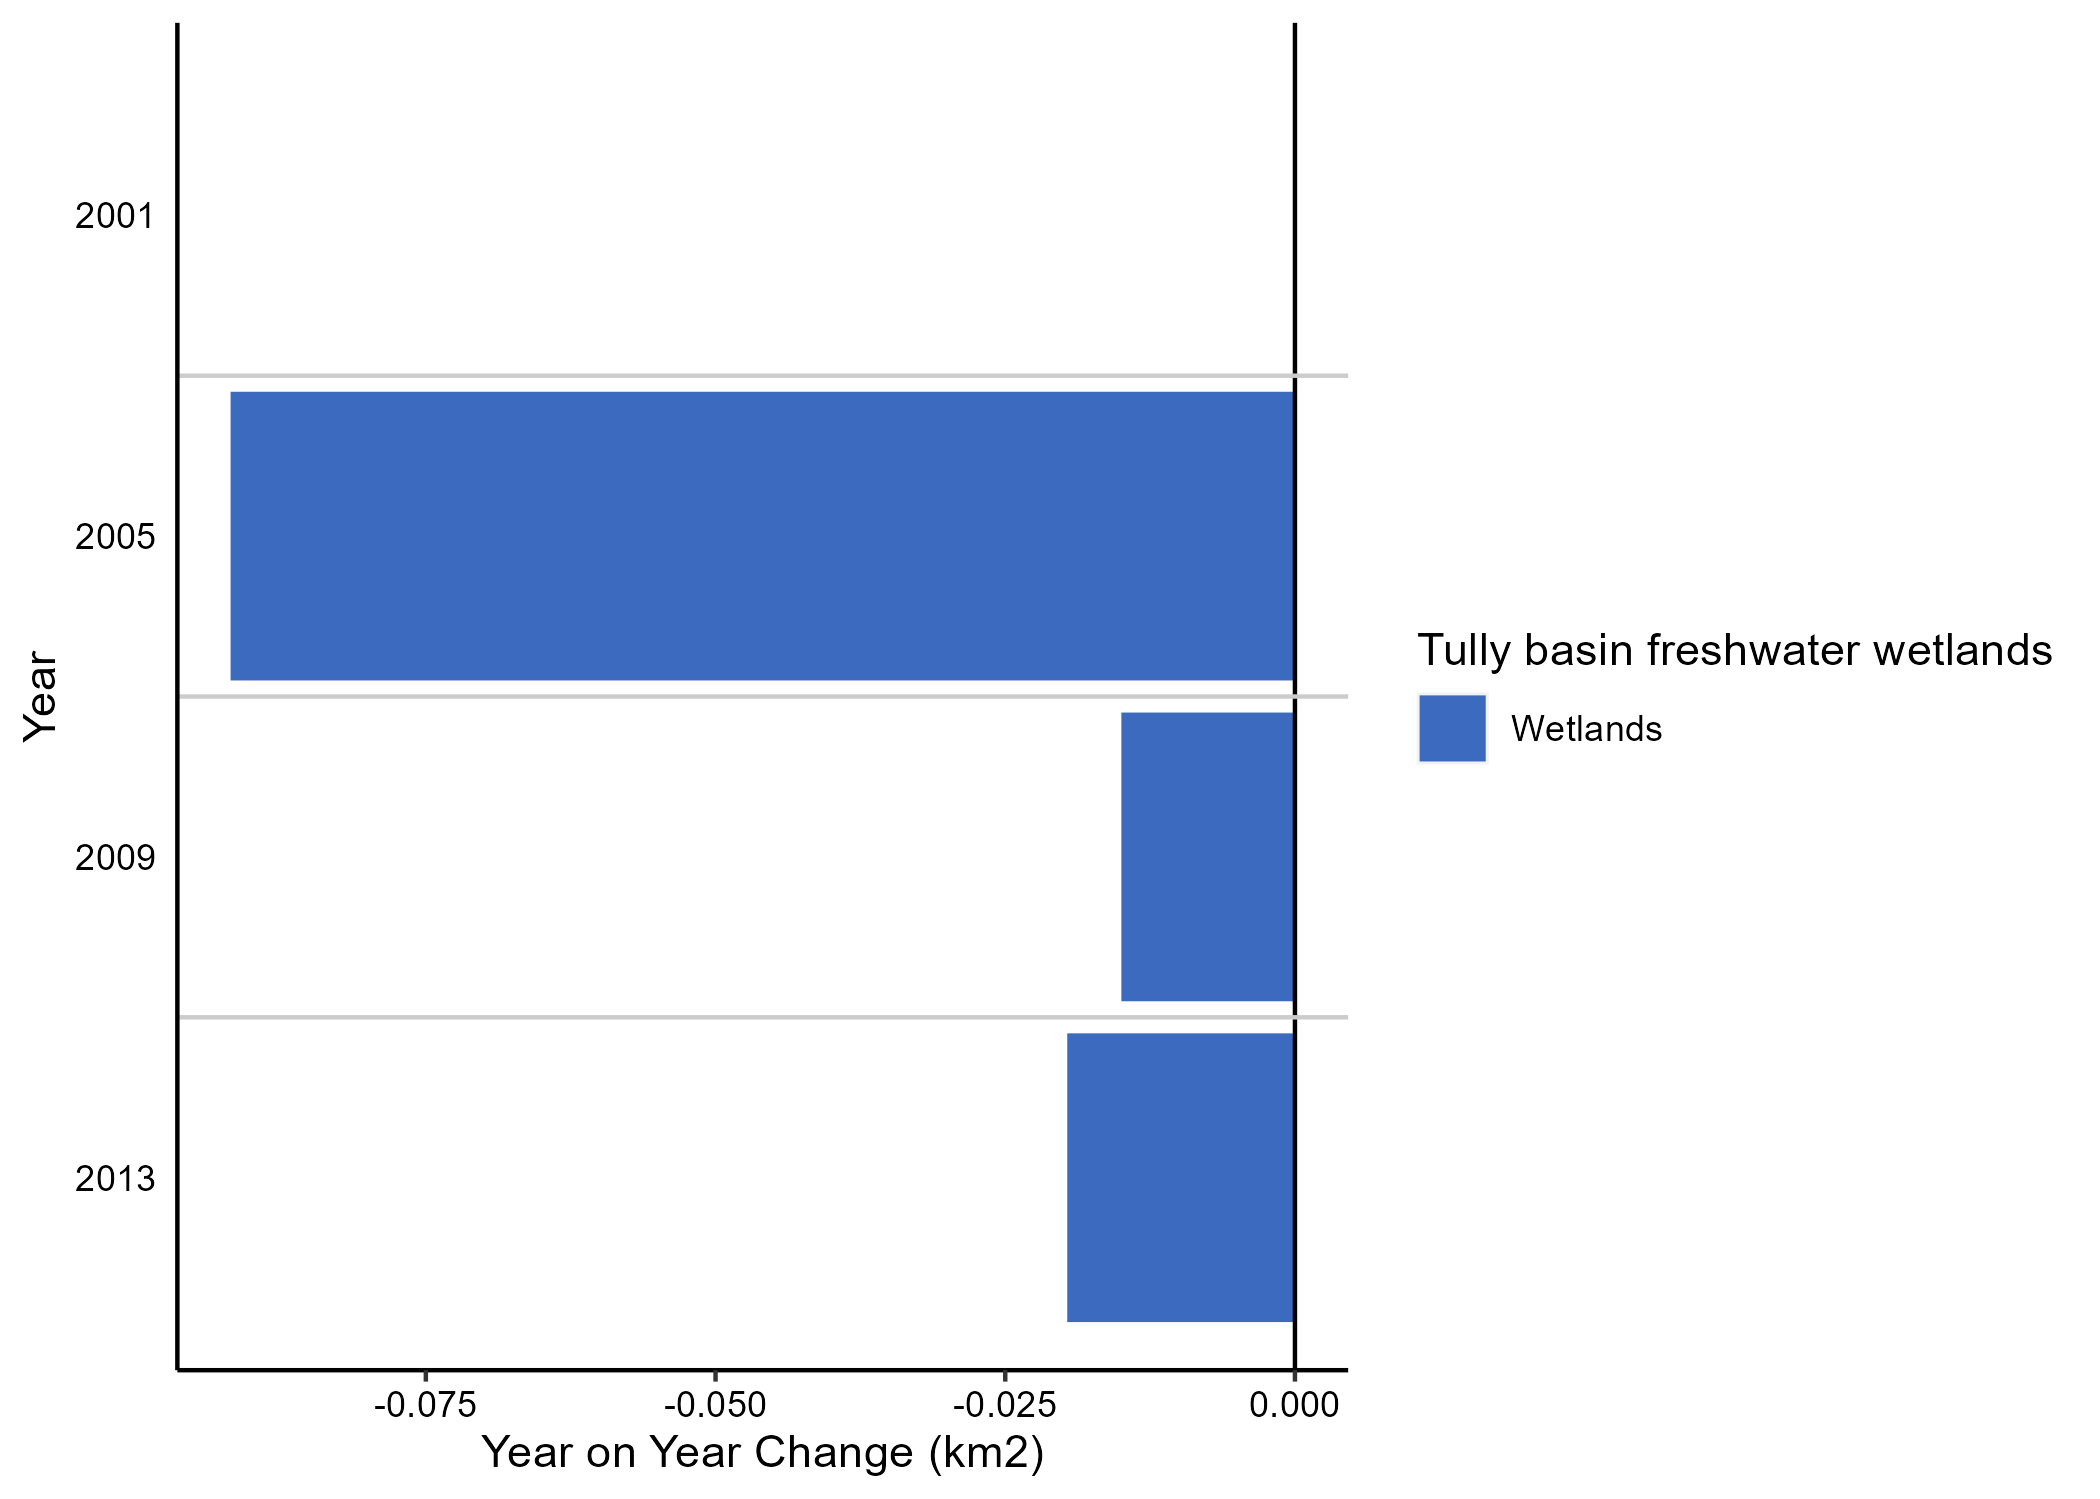 Year
2001
2005
2009
2013
-0.075
-0.050
-0.025
0.000
Year on Year Change (km2)
Tully basin freshwater wetlands
Wetlands